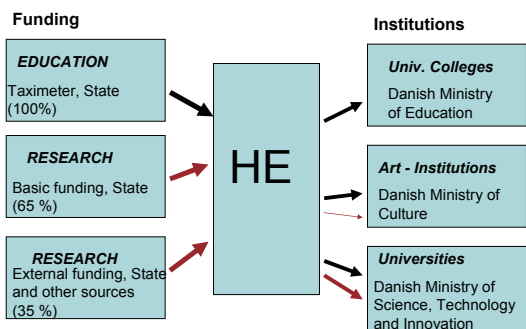 Funding
EDUCATION
Taximeter, State
(100%)
RESEARCH
Basic funding, State
(65 %)
RESEARCH
External funding, State
and other sources
(35 %)
HE
Institutions
Univ. Colleges
Danish Ministry
of Education
Art - Institutions
Danish Ministry of
Culture
Universities
Danish Ministry of
Science, Technology
and Innovation